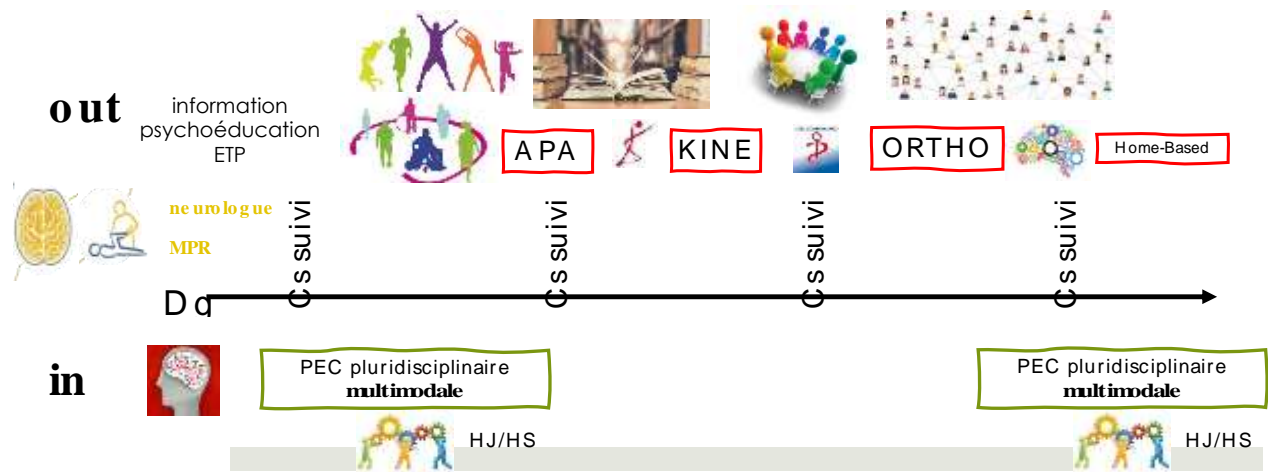 out
information
psychoéducation
ETP
APA
KINE
ORTHO
Home-Based
neurologue
MPR
Cs suivi
Cs suivi
Cs suivi
Cs suivi
Dg
in
PEC pluridisciplinaire
multimodale
PEC pluridisciplinaire
multimodale
HJ/HS
HJ/HS